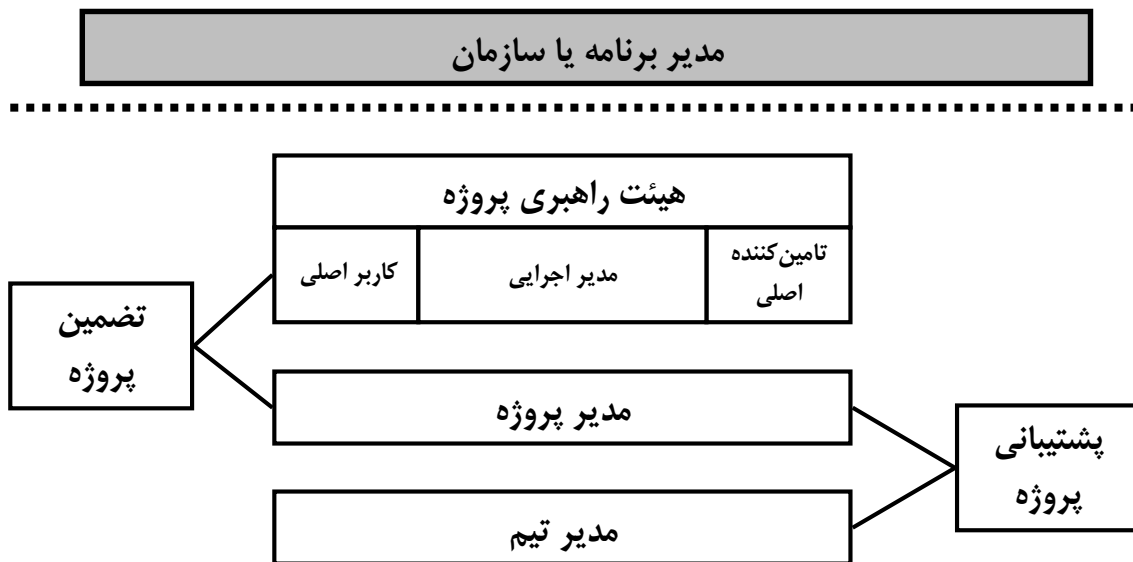 مدیر برنامه یا سازمان
هیئت راهبری پروژه
تامین‌کننده
اصلی
مدیر اجرایی
کاربر اصلی
تضمین
پروژه
مدیر پروژه
پشتیبانی
پروژه
مدیر تیم